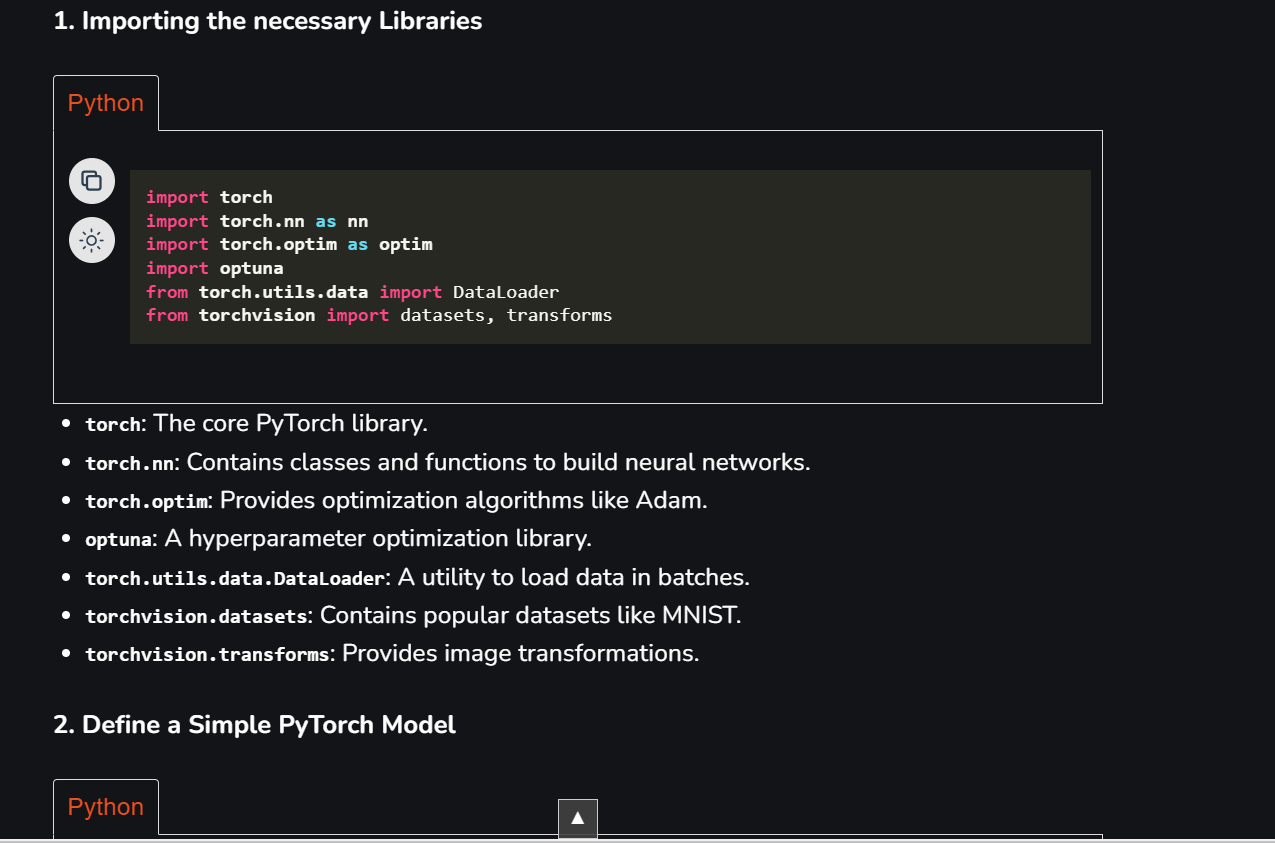 1. Importing the necessary Libraries
Python
import torch
import torch.nn as nn
import torch.optim as optim
import optuna
from torch.utils.data import DataLoader
from torchvision import datasets, transforms
torch: The core PyTorch library.
torch.nn: Contains classes and functions to build neural networks.
torch.optim: Provides optimization algorithms like Adam.
optuna: A hyperparameter optimization library.
torch.utils.data.DataLoader: A utility to load data in batches.
torchvision.datasets: Contains popular datasets like MNIST.
torchvision.transforms: Provides image transformations.
2. Define a Simple PyTorch Model
Python